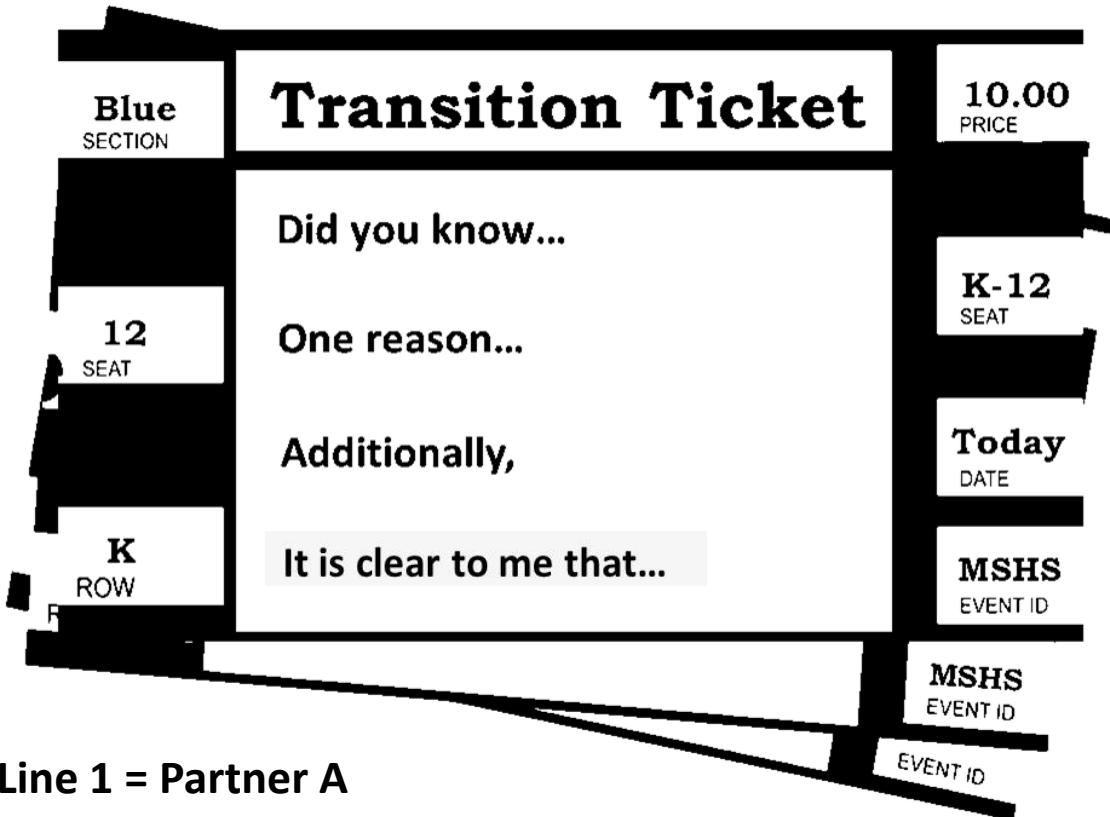 Blue
SECTION
Transition Ticket
10.00
PRICE
Did you know...
K-12
SEAT
12
SEAT
One reason...
Additionally,
Today
DATE
K
ROW
It is clear to me that...
MSHS
EVENT ID
R
MSHS
EVENT ID
EVENT ID
Line 1 = Partner A